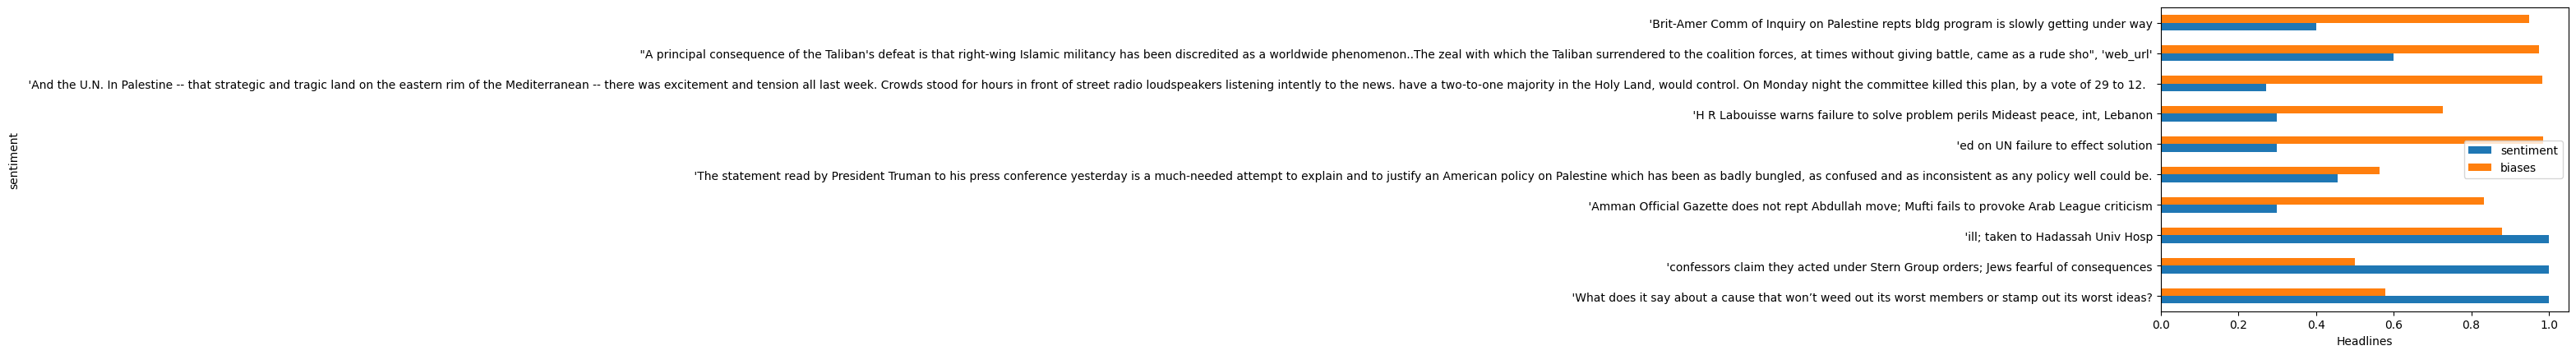 'Brit-Amer Comm of Inquiry on Palestine repts bldg program is slowly getting under way
"A principal consequence of the Taliban's defeat is that right-wing Islamic militancy has been discredited as a worldwide phenomenon..The zeal with which the Taliban surrendered to the coalition forces, at times without giving battle, came as a rude sho", 'web_url'
'And the U.N. In Palestine -- that strategic and tragic land on the eastern rim of the Mediterranean -- there was excitement and tension all last week. Crowds stood for hours in front of street radio loudspeakers listening intently to the news. have a two-to-one majority in the Holy Land, would control. On Monday night the committee killed this plan, by a vote of 29 to 12.
'H R Labouisse warns failure to solve problem perils Mideast peace, int, Lebanon
'ed on UN failure to effect solution
'The statement read by President Truman to his press conference yesterday is a much-needed attempt to explain and to justify an American policy on Palestine which has been as badly bungled, as confused and as inconsistent as any policy well could be.
'Amman Official Gazette does not rept Abdullah move; Mufti fails to provoke Arab League criticism
'ill; taken to Hadassah Univ Hosp
'confessors claim they acted under Stern Group orders; Jews fearful of consequences
'What does it say about a cause that won’t weed out its worst members or stamp out its worst ideas?
sentiment
sentiment
biases
0.0 0.2 0.4 0.6 0.8 1.0
Headlines